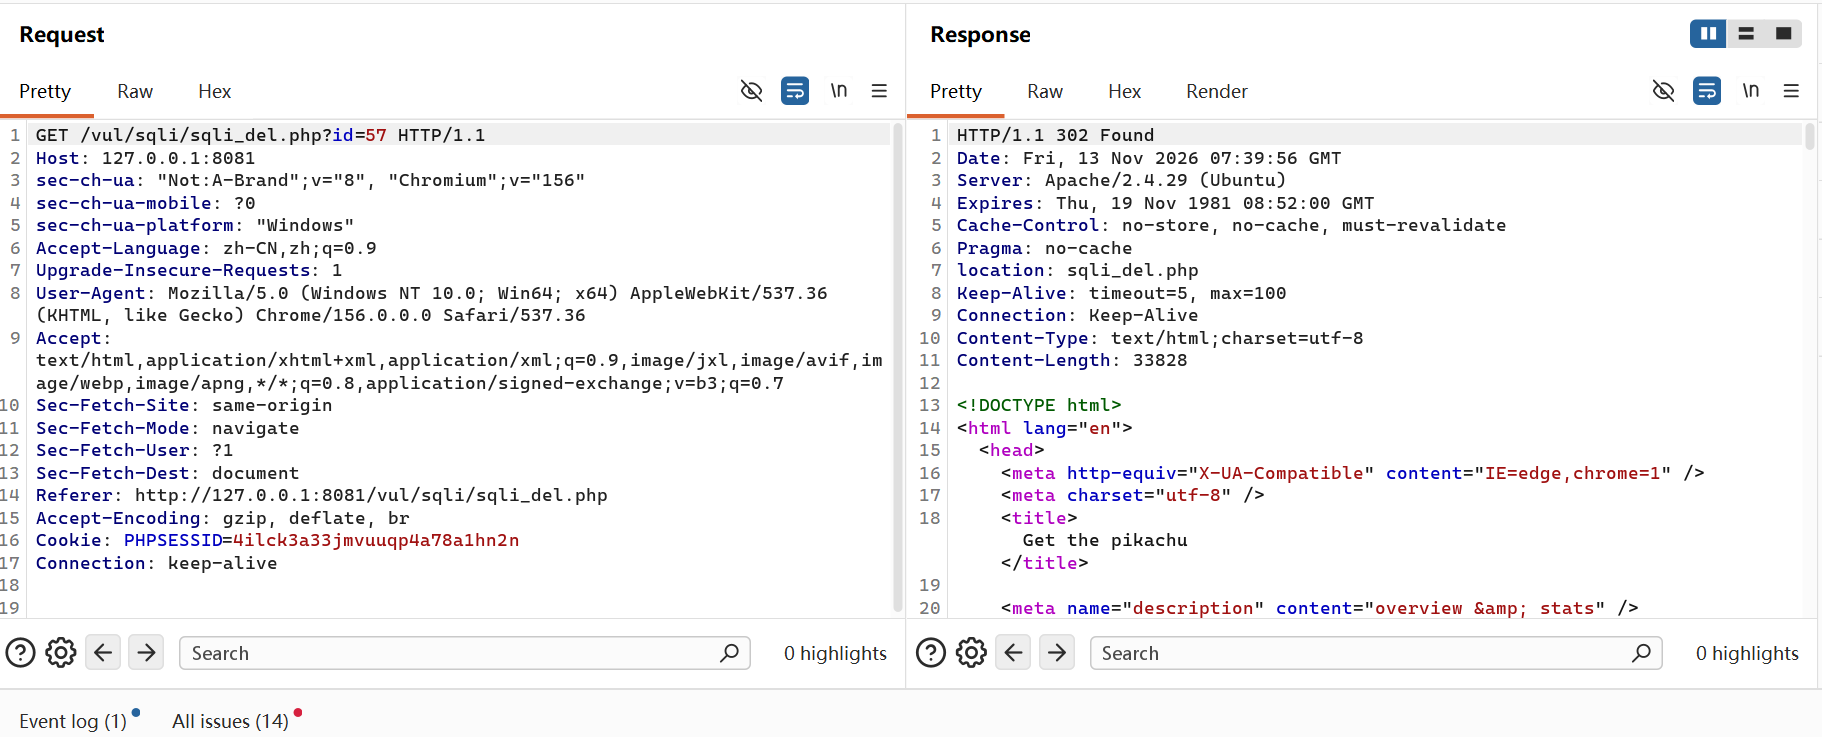 Request
Pretty
Raw
Hex
\n
1 GET /vul/sqli/sqli_del.php?id=57 HTTP/1.1
2 Host: 127.0.0.1:8081
3 sec-ch-ua: "Not:A-Brand";v="8", "Chromium";v="156"
4 sec-ch-ua-mobile: ?0
5 sec-ch-ua-platform: "Windows"
6 Accept-Language: zh-CN,zh;q=0.9
7 Upgrade-Insecure-Requests: 1
8 User-Agent: Mozilla/5.0 (Windows NT 10.0; Win64; x64) AppleWebKit/537.36
(KHTML, like Gecko) Chrome/156.0.0.0 Safari/537.36
9 Accept:
text/html,application/xhtml+xml,application/xml;q=0.9,image/jxl,image/avif,im
age/webp,image/apng,*/*;q=0.8,application/signed-exchange;v=b3;q=0.7
10 Sec-Fetch-Site: same-origin
11 Sec-Fetch-Mode: navigate
12 Sec-Fetch-User: ?1
13 Sec-Fetch-Dest: document
14 Referer: http://127.0.0.1:8081/vul/sqli/sqli_del.php
15 Accept-Encoding: gzip, deflate, br
16 Cookie: PHPSESSID=4ilck3a33jmvuuqp4a78a1hn2n
17 Connection: keep-alive
18
19
Search
0 highlights
Response
Pretty
Raw
Hex
Render
\n
1 HTTP/1.1 302 Found
2 Date: Fri, 13 Nov 2026 07:39:56 GMT
3 Server: Apache/2.4.29 (Ubuntu)
4 Expires: Thu, 19 Nov 1981 08:52:00 GMT
5 Cache-Control: no-store, no-cache, must-revalidate
6 Pragma: no-cache
7 location: sqli_del.php
8 Keep-Alive: timeout=5, max=100
9 Connection: Keep-Alive
10 Content-Type: text/html;charset=utf-8
11 Content-Length: 33828
12
13 <!DOCTYPE html>
14 <html lang="en">
15 <head>
16 <meta http-equiv="X-UA-Compatible" content="IE=edge,chrome=1" />
17 <meta charset="utf-8" />
18 <title>
Get the pikachu
</title>
19
20 <meta name="description" content="overview &amp; stats" />
Search
0 highlights
Event log (1)
All issues (14)